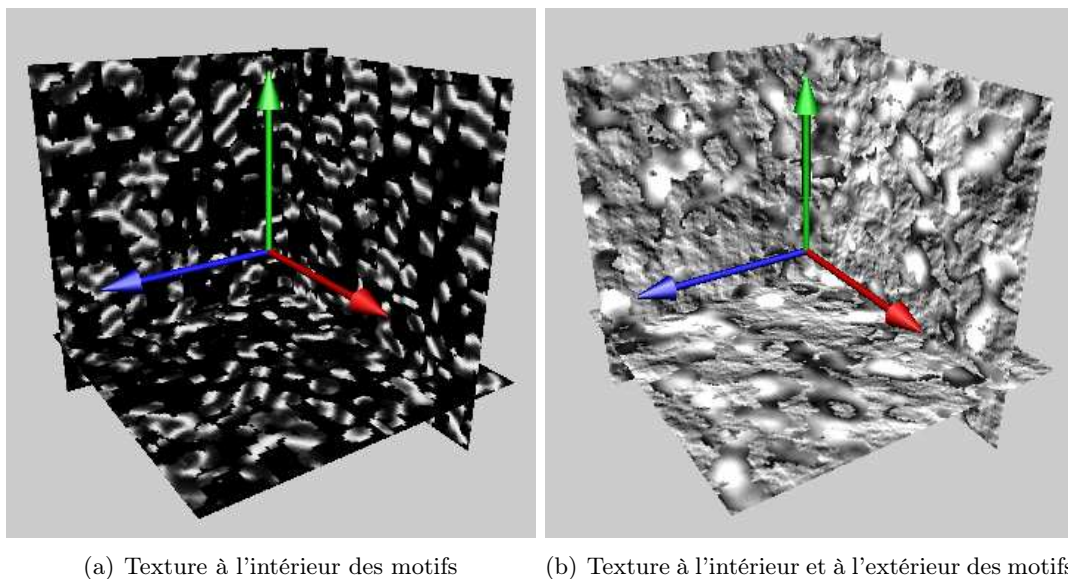 (a) Texture à l'intérieur des motifs
(b) Texture à l'intérieur et à l'extérieur des motifs